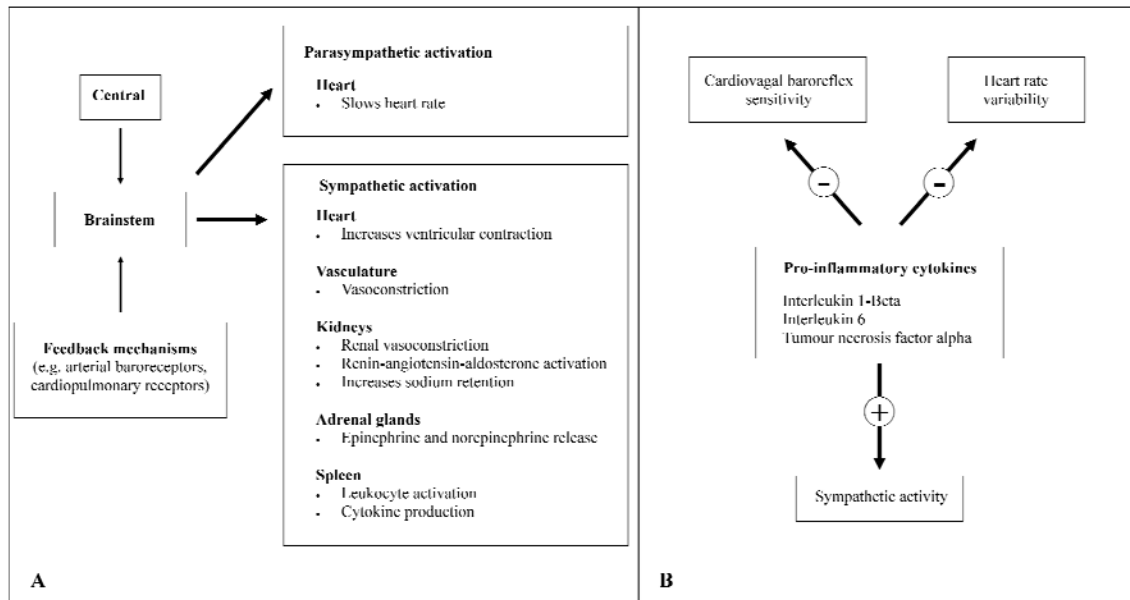 Central
Brainstem
Feedback mechanisms
(e.g. arterial baroreceptors,
cardiopulmonary receptors)
Parasympathetic activation
Heart
• Slows heart rate
Sympathetic activation
Heart
• Increases ventricular contraction
Vasculature
• Vasoconstriction
Kidneys
• Renal vasoconstriction
• Renin-angiotensin-aldosterone activation
• Increases sodium retention
Adrenal glands
• Epinephrine and norepinephrine release
Spleen
• Leukocyte activation
• Cytokine production
A
Cardiovagal baroreflex
sensitivity
Heart rate
variability
-
-
Pro-inflammatory cytokines
Interleukin 1-Beta
Interleukin 6
Tumour necrosis factor alpha
+
Sympathetic activity
B